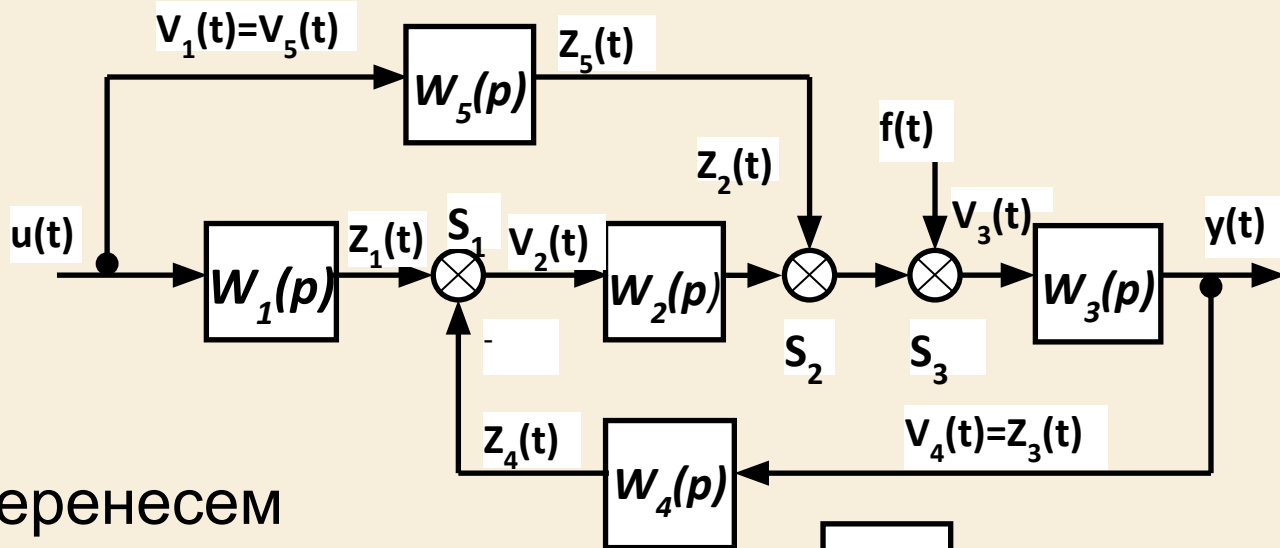 V₁(t)=V₅(t)
W₅(p)
Z₅(t)
f(t)
Z₂(t)
u(t)
W₁(p)
Z₁(t)
S₁
V₂(t)
W₂(p)
S₂
S₃
V₃(t)
W₃(p)
y(t)
-
Z₄(t)
W₄(p)
V₄(t)=Z₃(t)
еренесем